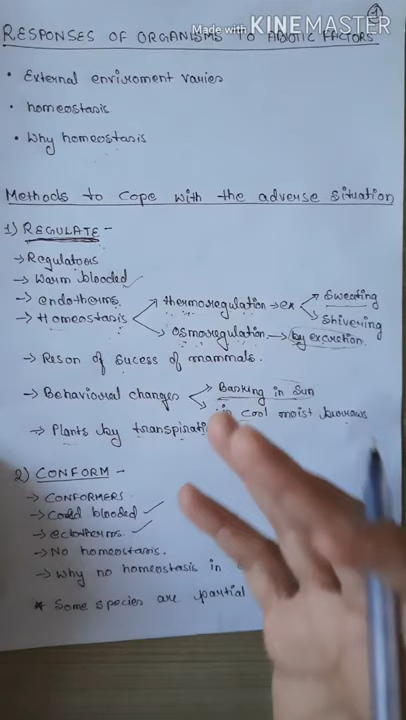 Made with KINEMASTER
1
RESPONSES OF ORGANISMS TO ABIOTIC FACTORS
• External enviroment varies
• homeostasis
• Why homeostasis
Methods to cope with the adverse situation
1) REGULATE -
→ Regulators
→ Warm blooded
→ endotherms.
→ Homeostasis
thermoregulation → ex
Sweating
Shivering
Osmoregulation → by excretion
→ Reson of sucess of mammals.
→ Behavioural changes
Basking in Sun
in cool moist burrows
→ Plants by transpirati
2) CONFORM -
→ CONFORMERS
→ Cold blooded
→ ectotherms
→ No homeostasis.
→ Why no homeostasis in
* Some species are partial